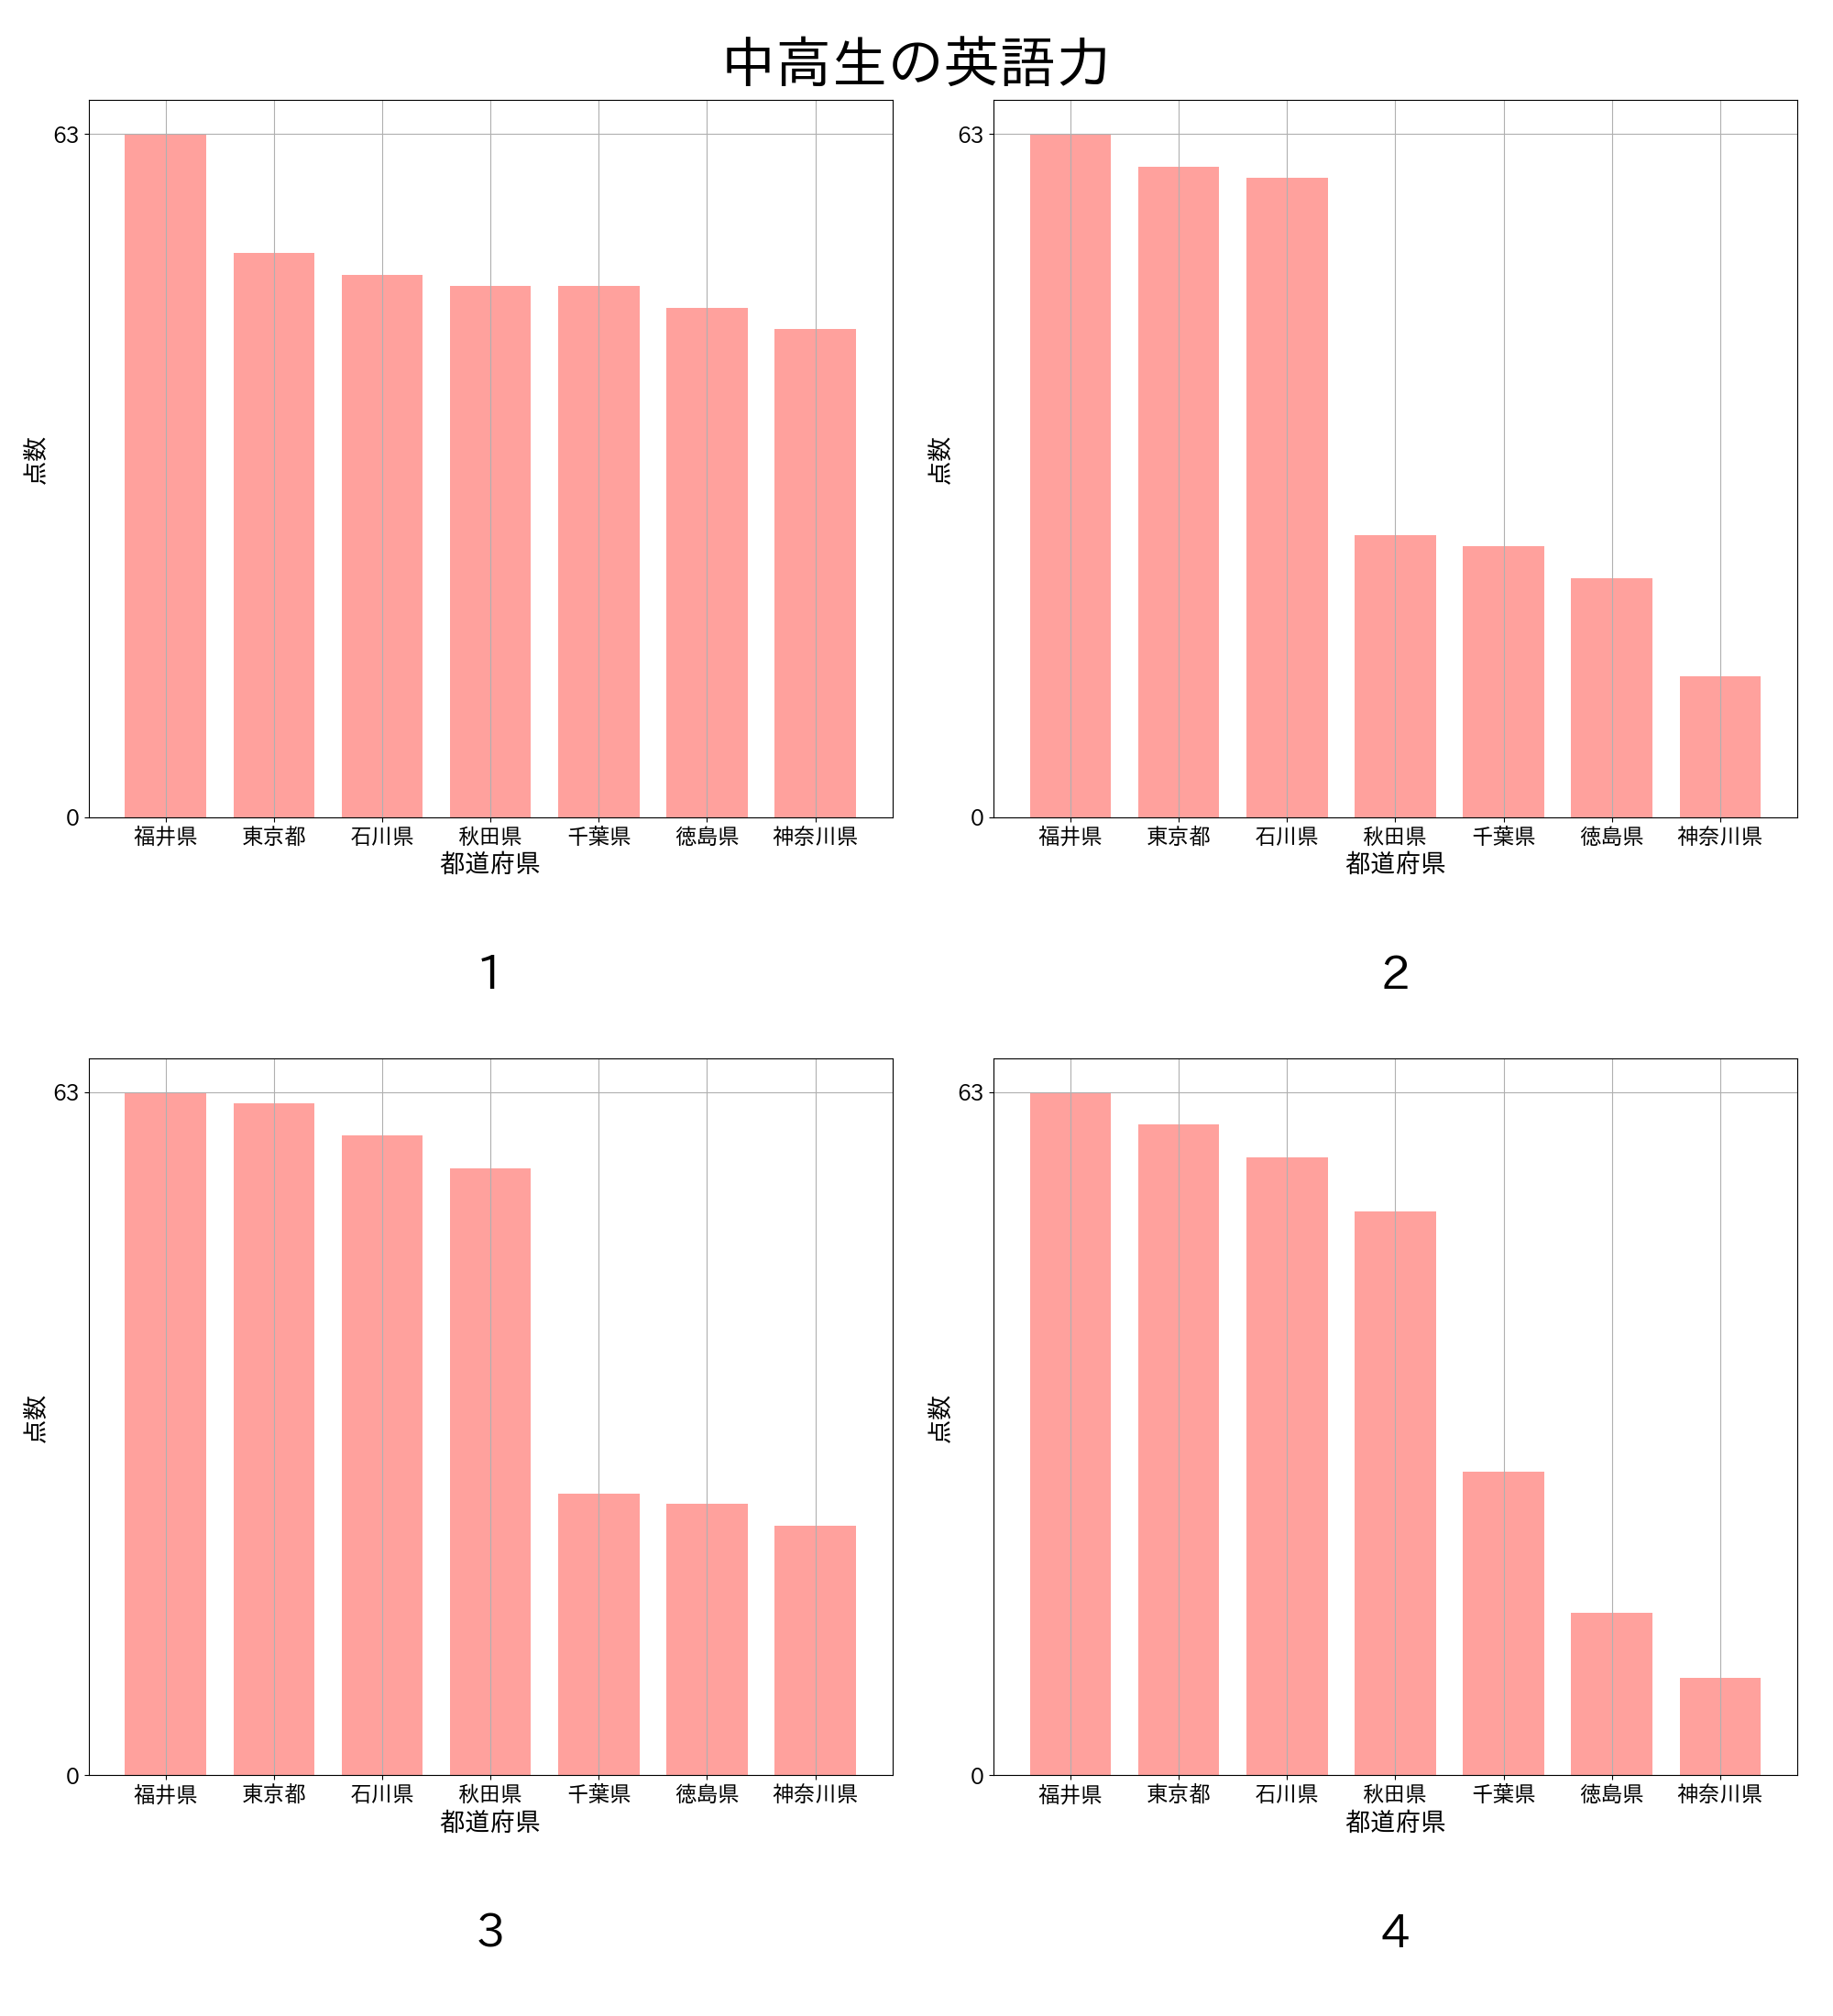 中高生の英語力
63
0
点数
福井県 東京都 石川県 秋田県 千葉県 徳島県 神奈川県
都道府県
1
63
0
点数
福井県 東京都 石川県 秋田県 千葉県 徳島県 神奈川県
都道府県
2
63
0
点数
福井県 東京都 石川県 秋田県 千葉県 徳島県 神奈川県
都道府県
3
63
0
点数
福井県 東京都 石川県 秋田県 千葉県 徳島県 神奈川県
都道府県
4